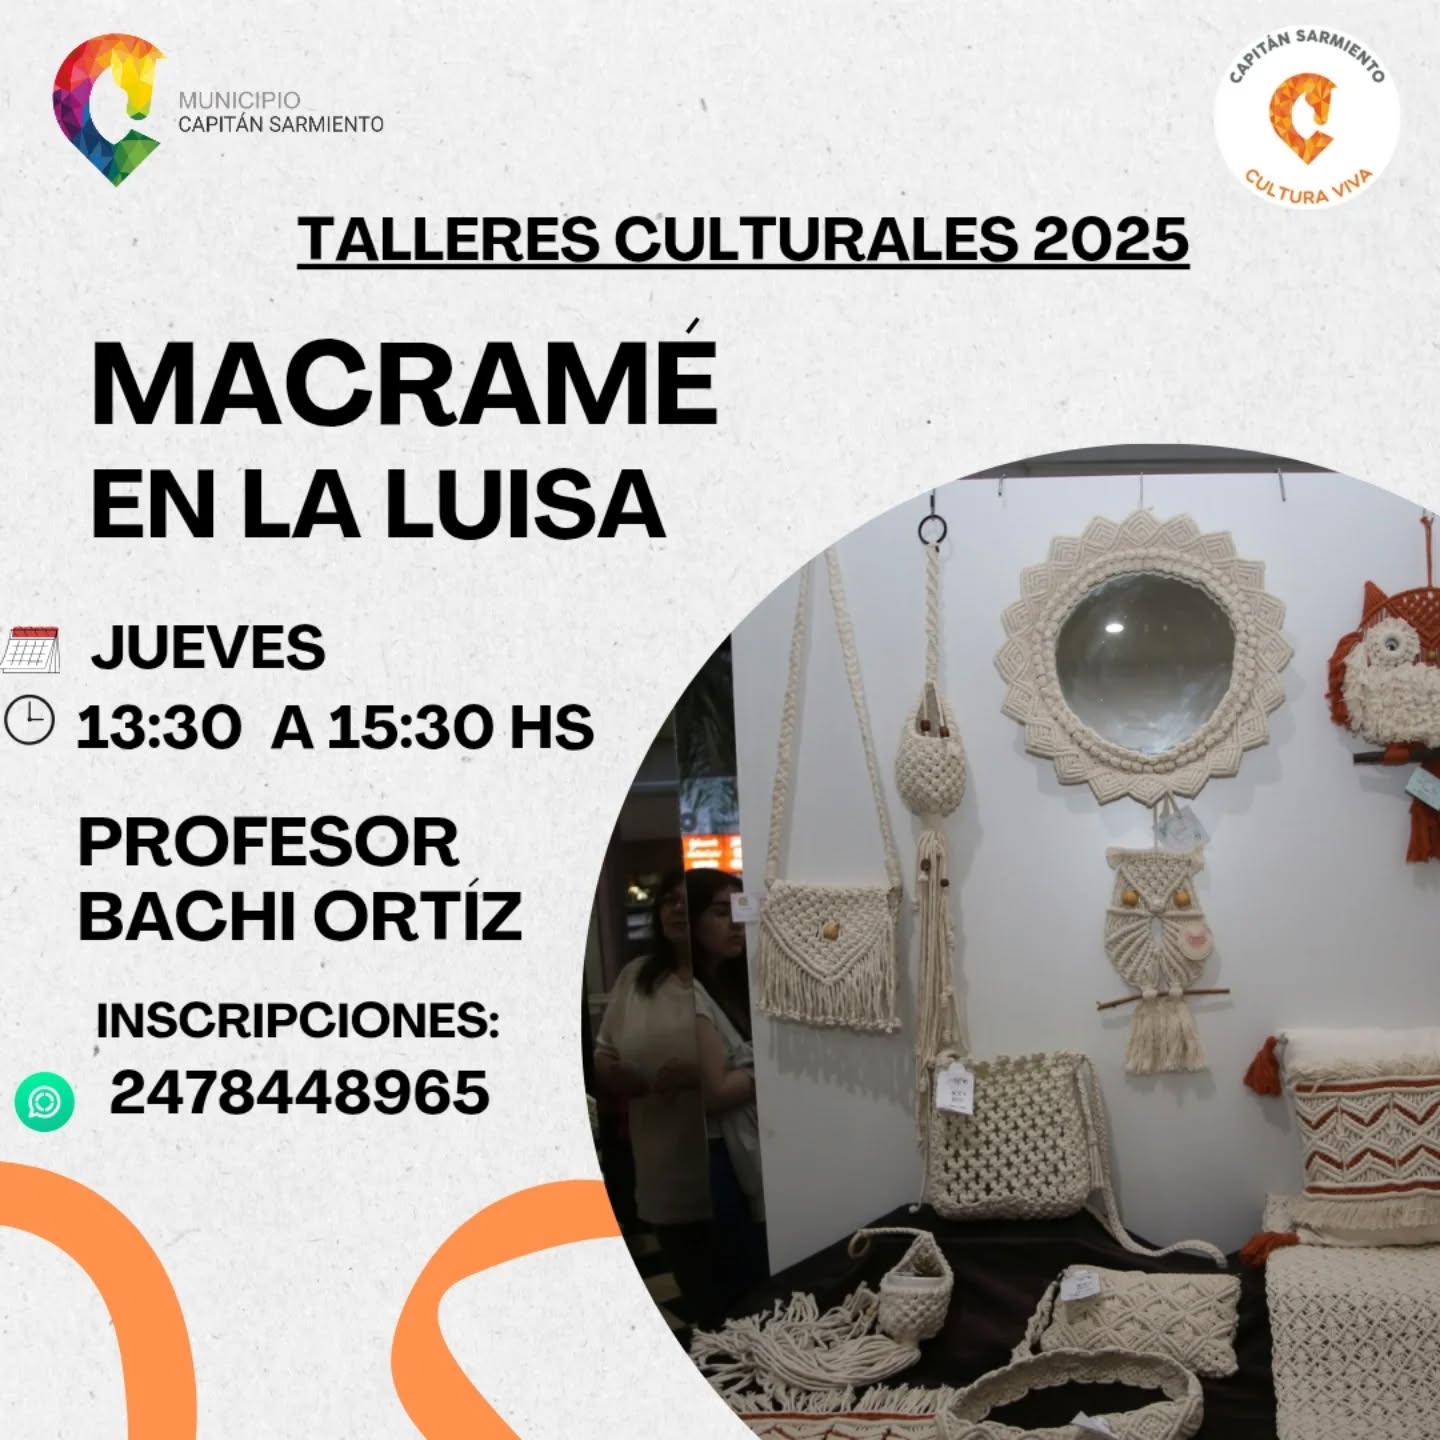 MUNICIPIO
CAPITÁN SARMIENTO
CAPITÁN SARMIENTO
CULTURA VIVA
TALLERES CULTURALES 2025
MACRAMÉ
EN LA LUISA
JUEVES
13:30 A 15:30 HS
PROFESOR
BACHI ORTÍZ
INSCRIPCIONES:
2478448965